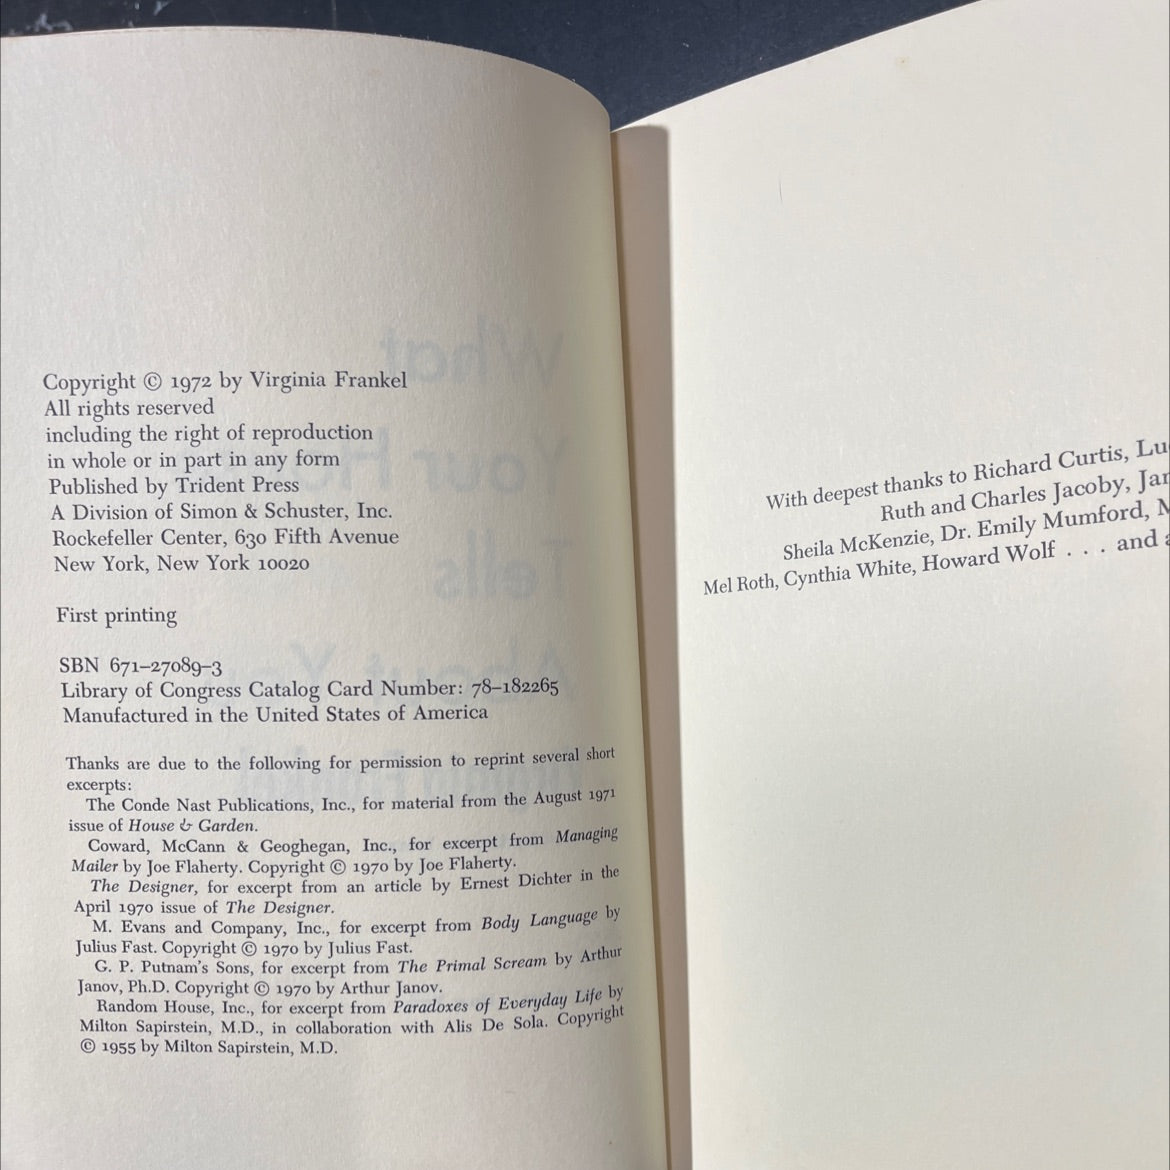 Copyright © 1972 by Virginia Frankel
All rights reserved
including the right of reproduction
in whole or in part in any form
Published by Trident Press
A Division of Simon & Schuster, Inc.
Rockefeller Center, 630 Fifth Avenue
New York, New York 10020
First printing
SBN 671–27089–3
Library of Congress Catalog Card Number: 78–182265
Manufactured in the United States of America
Thanks are due to the following for permission to reprint several short
excerpts:
The Conde Nast Publications, Inc., for material from the August 1971
issue of House & Garden.
Coward, McCann & Geoghegan, Inc., for excerpt from Managing
Mailer by Joe Flaherty. Copyright © 1970 by Joe Flaherty.
The Designer, for excerpt from an article by Ernest Dichter in the
April 1970 issue of The Designer.
M. Evans and Company, Inc., for excerpt from Body Language by
Julius Fast. Copyright © 1970 by Julius Fast.
G. P. Putnam's Sons, for excerpt from The Primal Scream by Arthur
Janov, Ph.D. Copyright © 1970 by Arthur Janov.
Random House, Inc., for excerpt from Paradoxes of Everyday Life by
Milton Sapirstein, M.D., in collaboration with Alis De Sola. Copyright
© 1955 by Milton Sapirstein, M.D.
With deepest thanks to Richard Curtis,
Ruth and Charles Jacoby,
Sheila McKenzie, Dr. Emily Mumford,
Mel Roth, Cynthia White, Howard Wolf . . . and